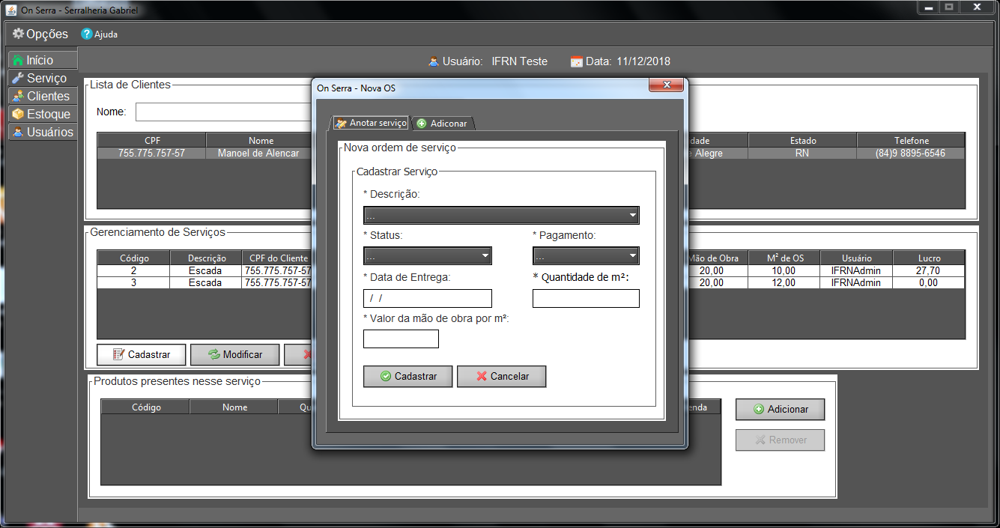 On Serra - Serralheria Gabriel
Opções ? Ajuda
Início
Serviço
Clientes
Estoque
Usuários
Usuário: IFRN Teste Data: 11/12/2018
Lista de Clientes
Nome:
CPF Nome dade Estado Telefone
755.775.757-57 Manoel de Alencar Alegre RN (84)9 8895-6546
Gerenciamento de Serviços
Código Descrição CPF do Cliente Mão de Obra M² de OS Usuário Lucro
2 Escada 755.775.757-57 20,00 10,00 IFRNAdmin 27,70
3 Escada 755.775.757-57 20,00 12,00 IFRNAdmin 0,00
Cadastrar Modificar
Produtos presentes nesse serviço
Código Nome Qu enda
Adicionar
Remover
On Serra - Nova OS
Anotar serviço Adiconar
Nova ordem de serviço
Cadastrar Serviço
* Descrição:
...
* Status: * Pagamento:
... ...
* Data de Entrega: * Quantidade de m²:
/ /
* Valor da mão de obra por m²:
Cadastrar Cancelar